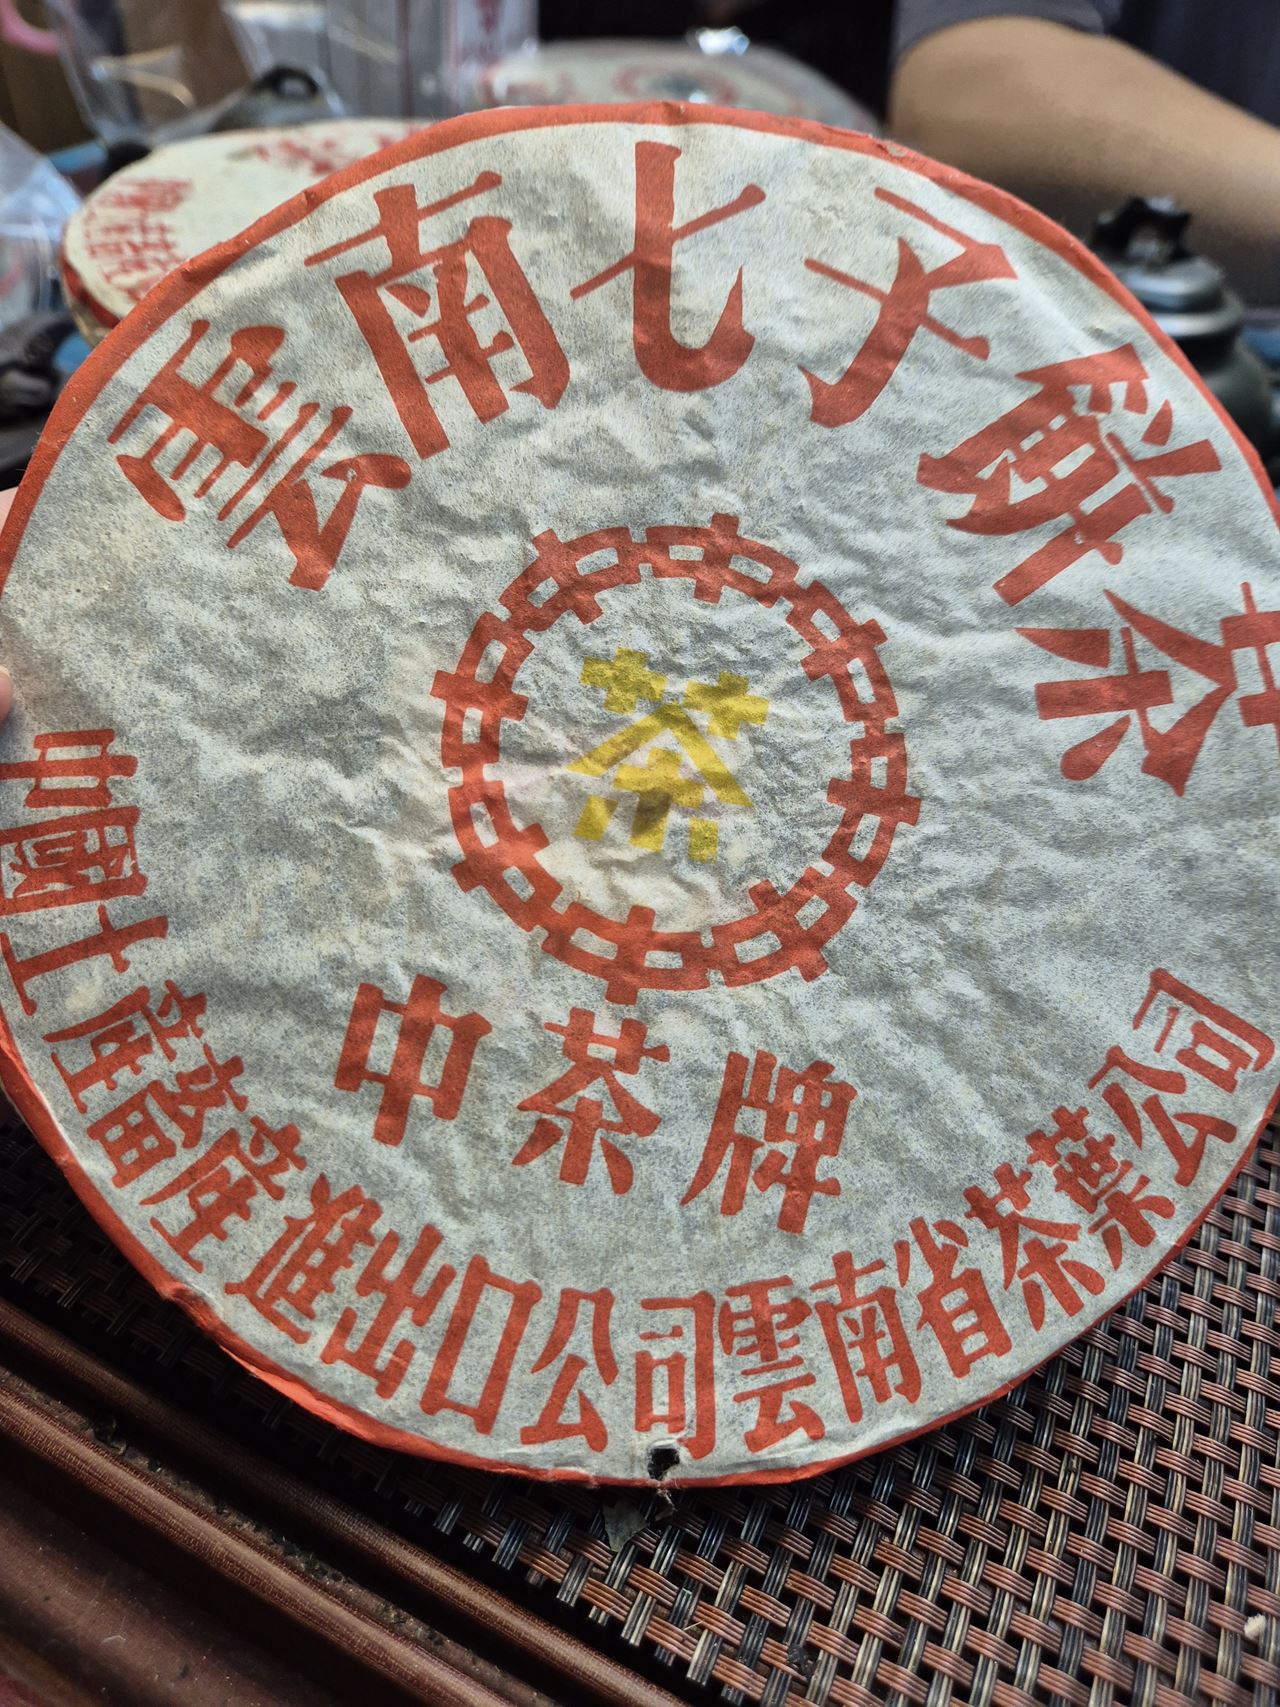 雲南七子餅茶
茶
中茶牌
中國土產畜產進出口公司雲南省茶葉公司